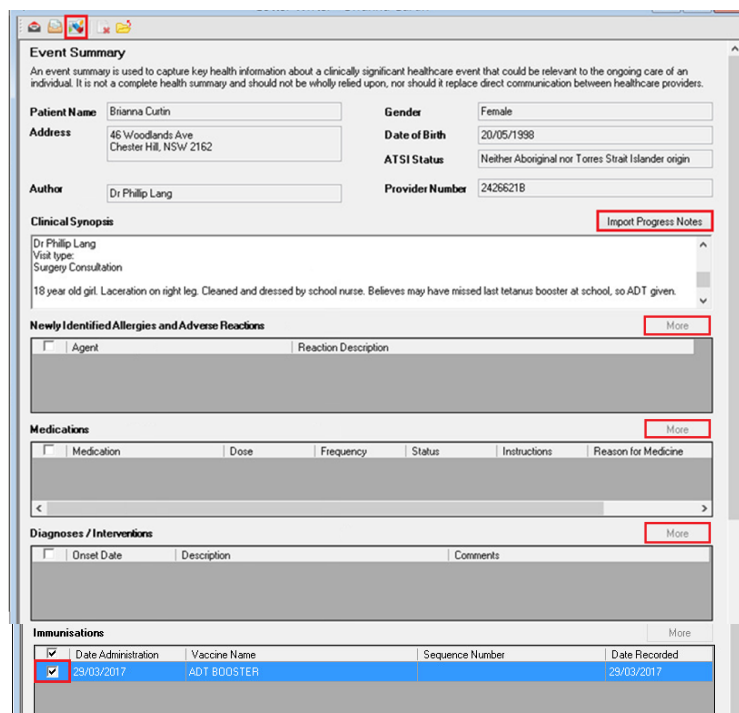 Event Summary
An event summary is used to capture key health information about a clinically significant healthcare event that could be relevant to the ongoing care of an
individual. It is not a complete health summary and should not be wholly relied upon, nor should it replace direct communication between healthcare providers.
Patient Name Brianna Curtin Gender Female
Address 46 Woodlands Ave Date of Birth 20/05/1998
Chester Hill, NSW 2162
ATSI Status Neither Aboriginal nor Torres Strait Islander origin
Author Dr Phillip Lang Provider Number 2426621B
Clinical Synopsis Import Progress Notes
Dr Phillip Lang
Visit type:
Surgery Consultation
18 year old girl. Laceration on right leg. Cleaned and dressed by school nurse. Believes may have missed last tetanus booster at school, so ADT given.
Newly Identified Allergies and Adverse Reactions More
Agent Reaction Description
Medications More
Medication Dose Frequency Status Instructions Reason for Medicine
Diagnoses / Interventions More
Onset Date Description Comments
Immunisations More
Date Administration Vaccine Name Sequence Number Date Recorded
29/03/2017 ADT BOOSTER 29/03/2017